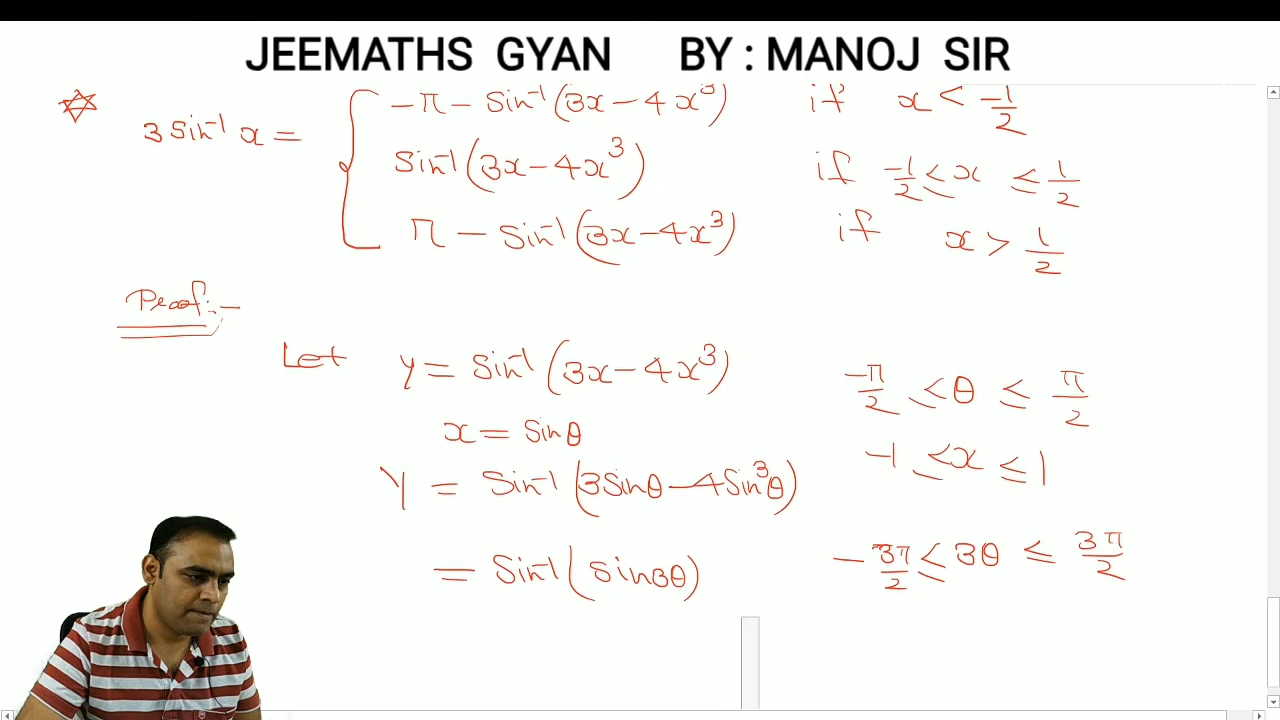 JEEMATHS GYAN BY : MANOJ SIR
-π - Sin⁻¹(3x - 4x³) if x < -1/2
3 Sin⁻¹ x = { Sin⁻¹(3x - 4x³) if -1/2 ≤ x ≤ 1/2
π - Sin⁻¹(3x - 4x³) if x > 1/2
Proof:-
Let y = Sin⁻¹(3x - 4x³) -π/2 ≤ θ ≤ π/2
x = Sinθ -1 ≤ x ≤ 1
Y = Sin⁻¹(3Sinθ - 4Sin³θ)
= Sin⁻¹(Sin3θ) -3π/2 ≤ 3θ ≤ 3π/2